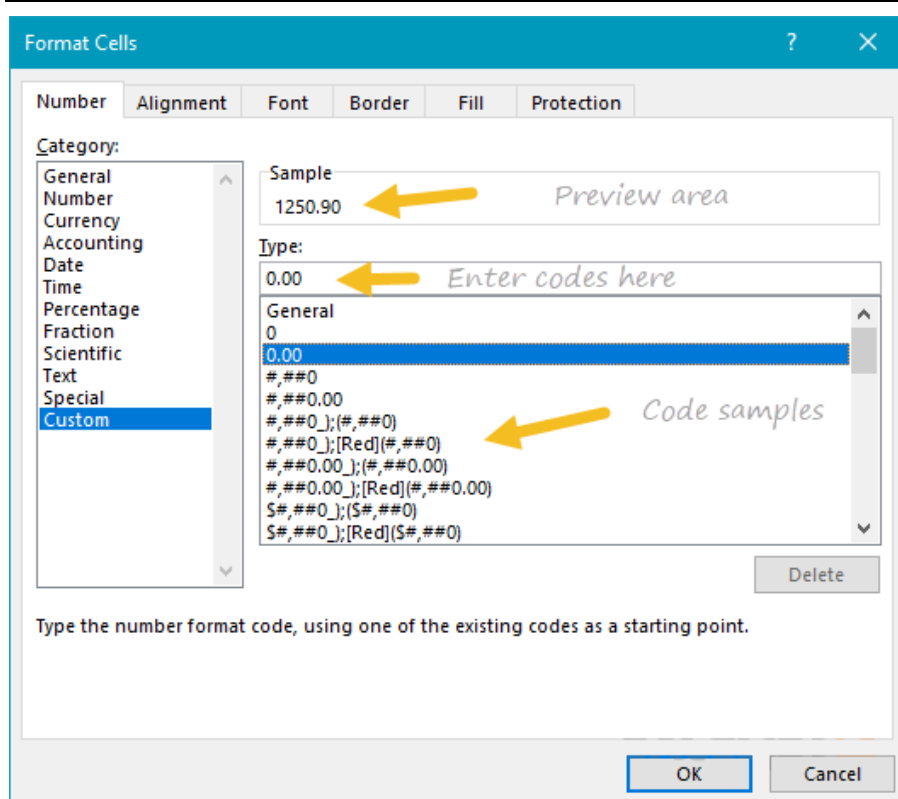 Format Cells ? ×
Number Alignment Font Border Fill Protection
Category:
General
Number
Currency
Accounting
Date
Time
Percentage
Fraction
Scientific
Text
Special
Custom
Sample
1250.90 Preview area
Type:
0.00 Enter codes here
General
0
0.00
#,##0
#,##0.00
#,##0_);(#,##0)
#,##0_);[Red](#,##0)
#,##0.00_);(#,##0.00)
#,##0.00_);[Red](#,##0.00)
$#,##0_);($#,##0)
$#,##0_);[Red]($#,##0)
Code samples
Delete
Type the number format code, using one of the existing codes as a starting point.
OK Cancel